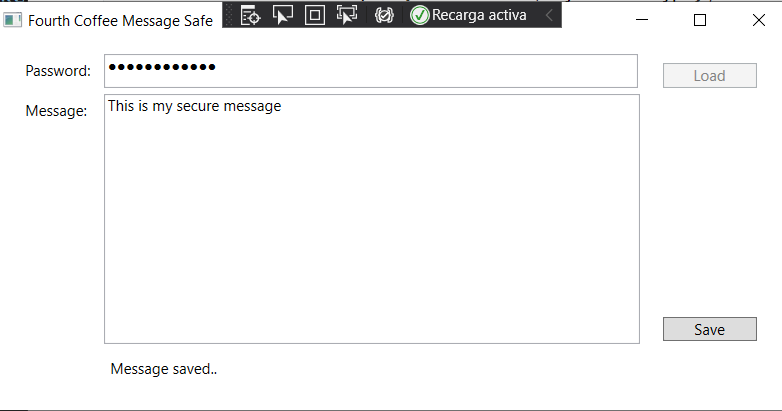 Fourth Coffee Message Safe
Recarga activa
Password: ●●●●●●●●●●●●
Load
Message:
This is my secure message
Save
Message saved..